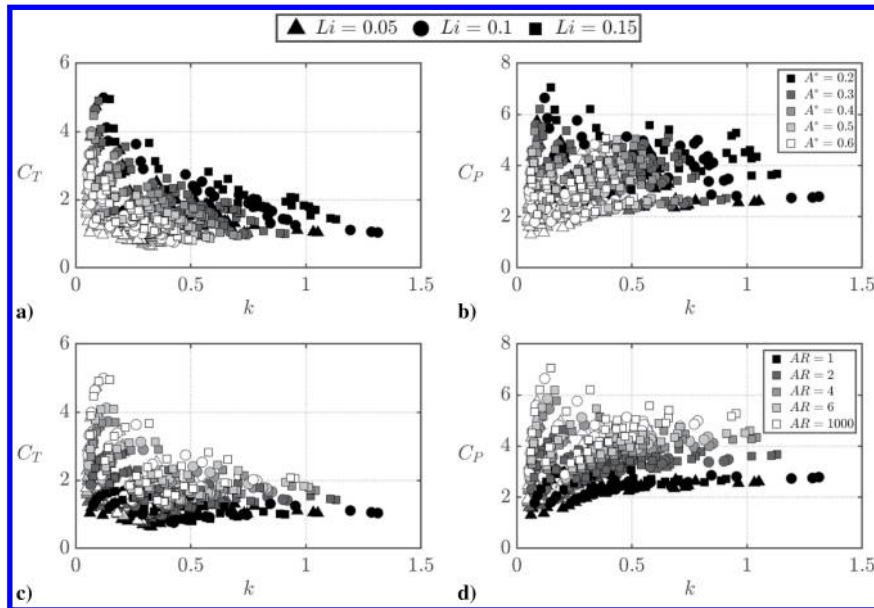 Li = 0.05 Li = 0.1 Li = 0.15
6
4
C_T
2
0
0 0.5 1 1.5
a) k
8
6
C_P
4
2
0
0 0.5 1 1.5
b) k
A* = 0.2
A* = 0.3
A* = 0.4
A* = 0.5
A* = 0.6
6
4
C_T
2
0
0 0.5 1 1.5
c) k
8
6
C_P
4
2
0
0 0.5 1 1.5
d) k
AR = 1
AR = 2
AR = 4
AR = 6
AR = 1000